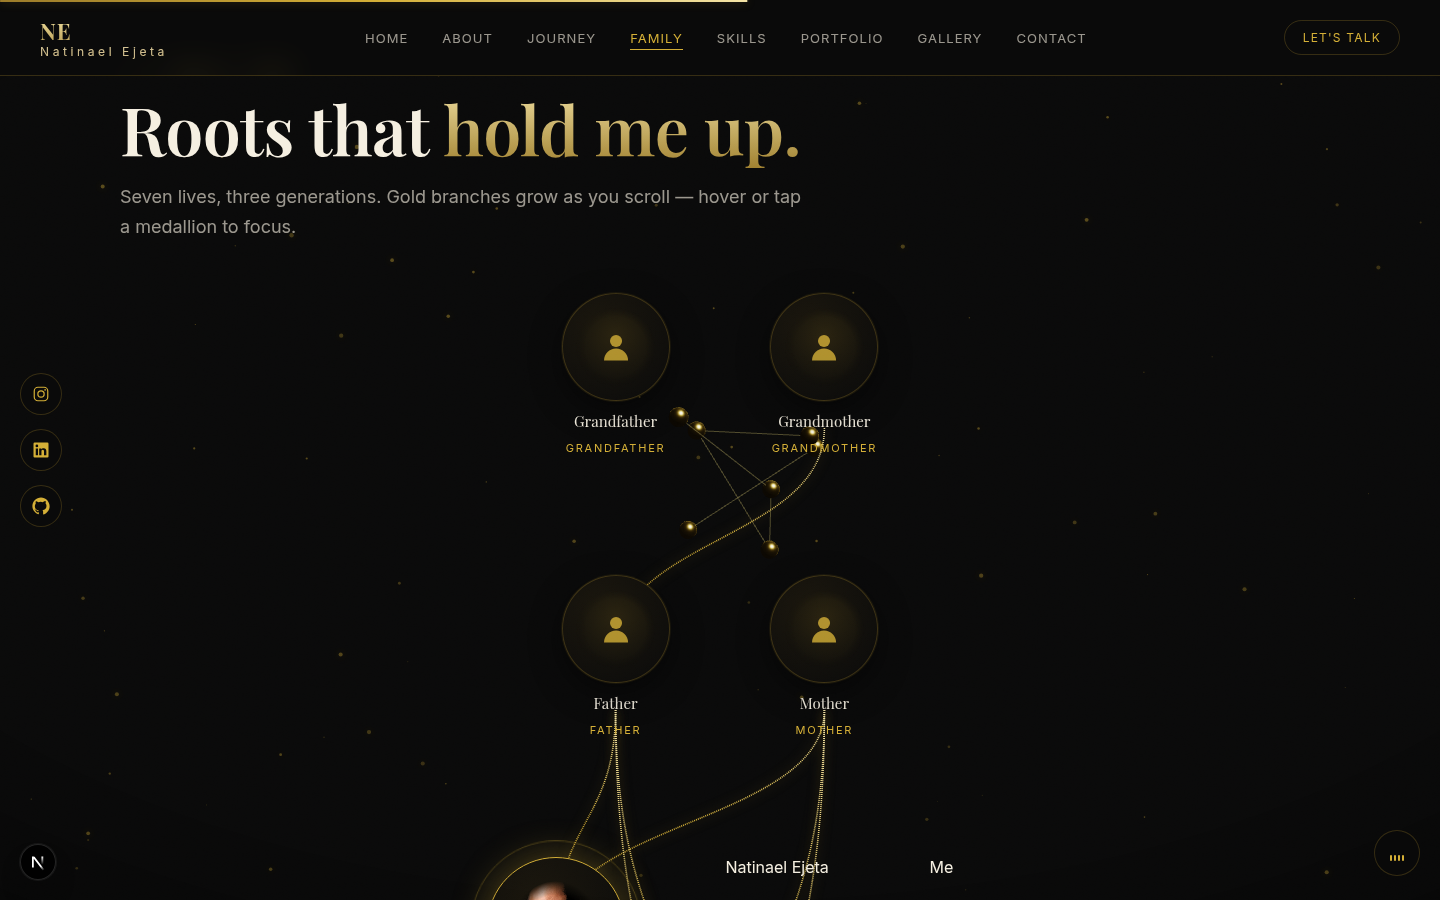 NE
Natinael Ejeta
HOME
ABOUT
JOURNEY
FAMILY
SKILLS
PORTFOLIO
GALLERY
CONTACT
LET'S TALK
Roots that hold me up.
Seven lives, three generations. Gold branches grow as you scroll — hover or tap
a medallion to focus.
Grandfather
GRANDFATHER
Grandmother
GRANDMOTHER
Father
FATHER
Mother
MOTHER
Natinael Ejeta
Me